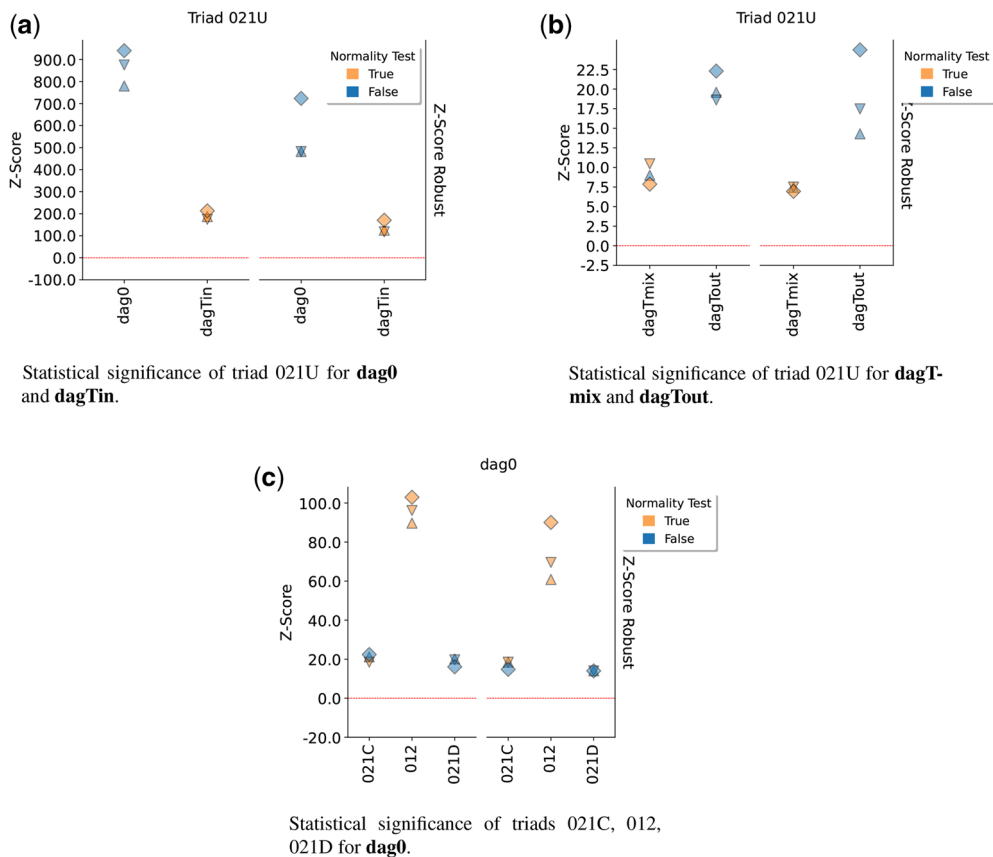 (a)
Triad 021U
Normality Test
True
False
Z-Score
900.0
800.0
700.0
600.0
500.0
400.0
300.0
200.0
100.0
0.0
-100.0
dag0
dagTin
dag0
dagTin
Z-Score Robust
Statistical significance of triad 021U for dag0
and dagTin.
(b)
Triad 021U
Normality Test
True
False
Z-Score
22.5
20.0
17.5
15.0
12.5
10.0
7.5
5.0
2.5
0.0
-2.5
dagTmix
dagTout
dagTmix
dagTout
Z-Score Robust
Statistical significance of triad 021U for dagT-
mix and dagTout.
(c)
dag0
Normality Test
True
False
Z-Score
100.0
80.0
60.0
40.0
20.0
0.0
-20.0
021C
012
021D
021C
012
021D
Z-Score Robust
Statistical significance of triads 021C, 012,
021D for dag0.